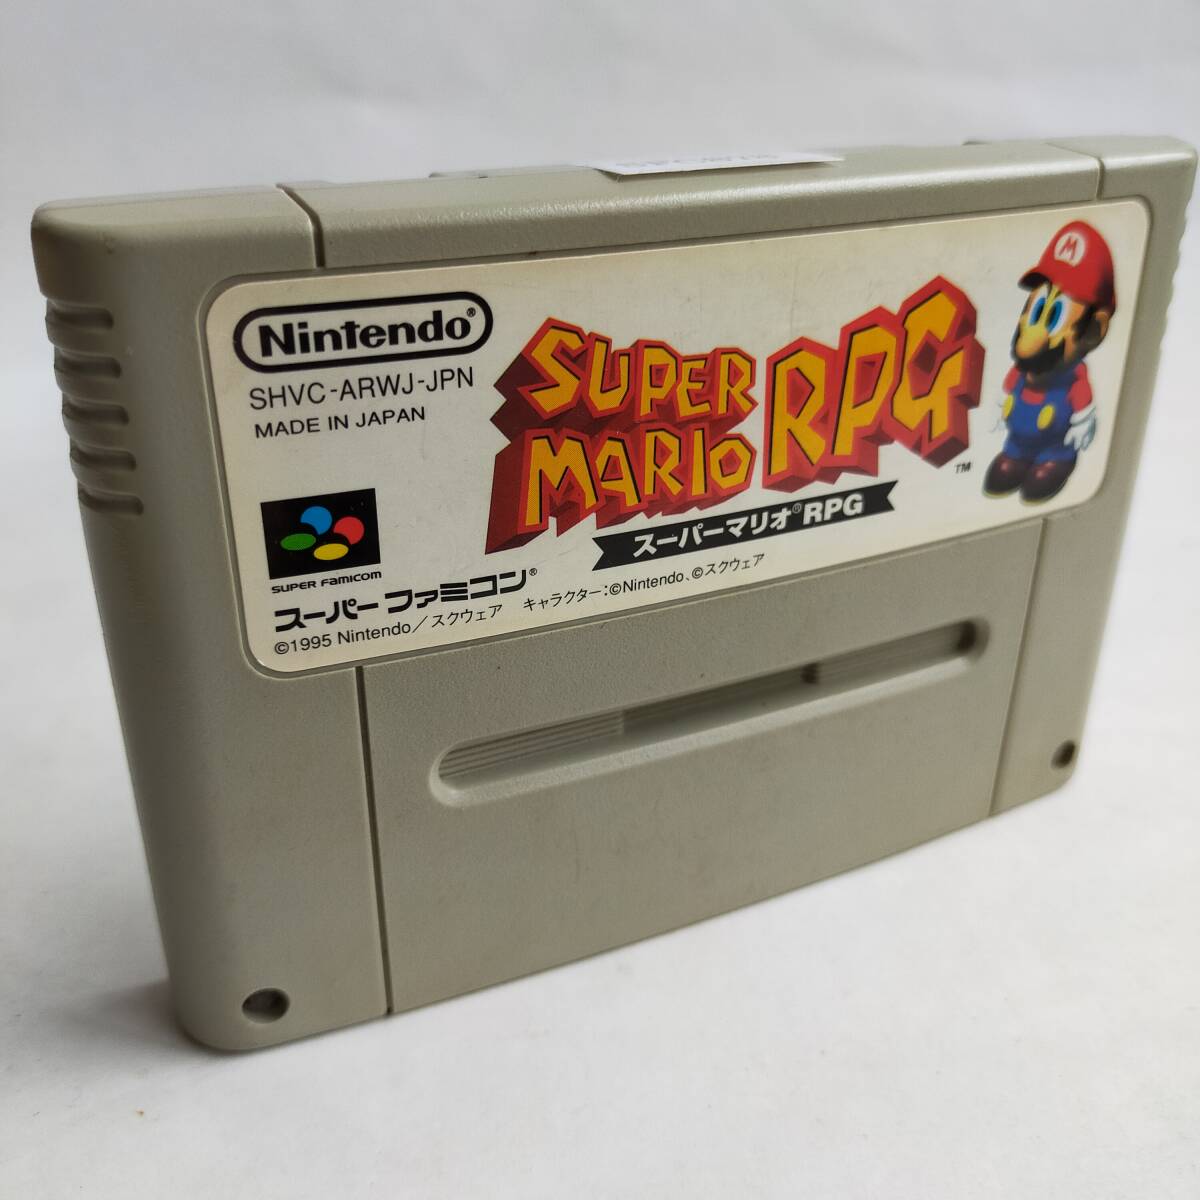 Nintendo®
SHVC-ARWJ-JPN
MADE IN JAPAN
SUPER
MARIO RPG
TM
スーパーマリオ®RPG
M
SUPER FAMICOM
スーパーファミコン®
©1995 Nintendo/スクウェア キャラクター:©Nintendo、©スクウェア